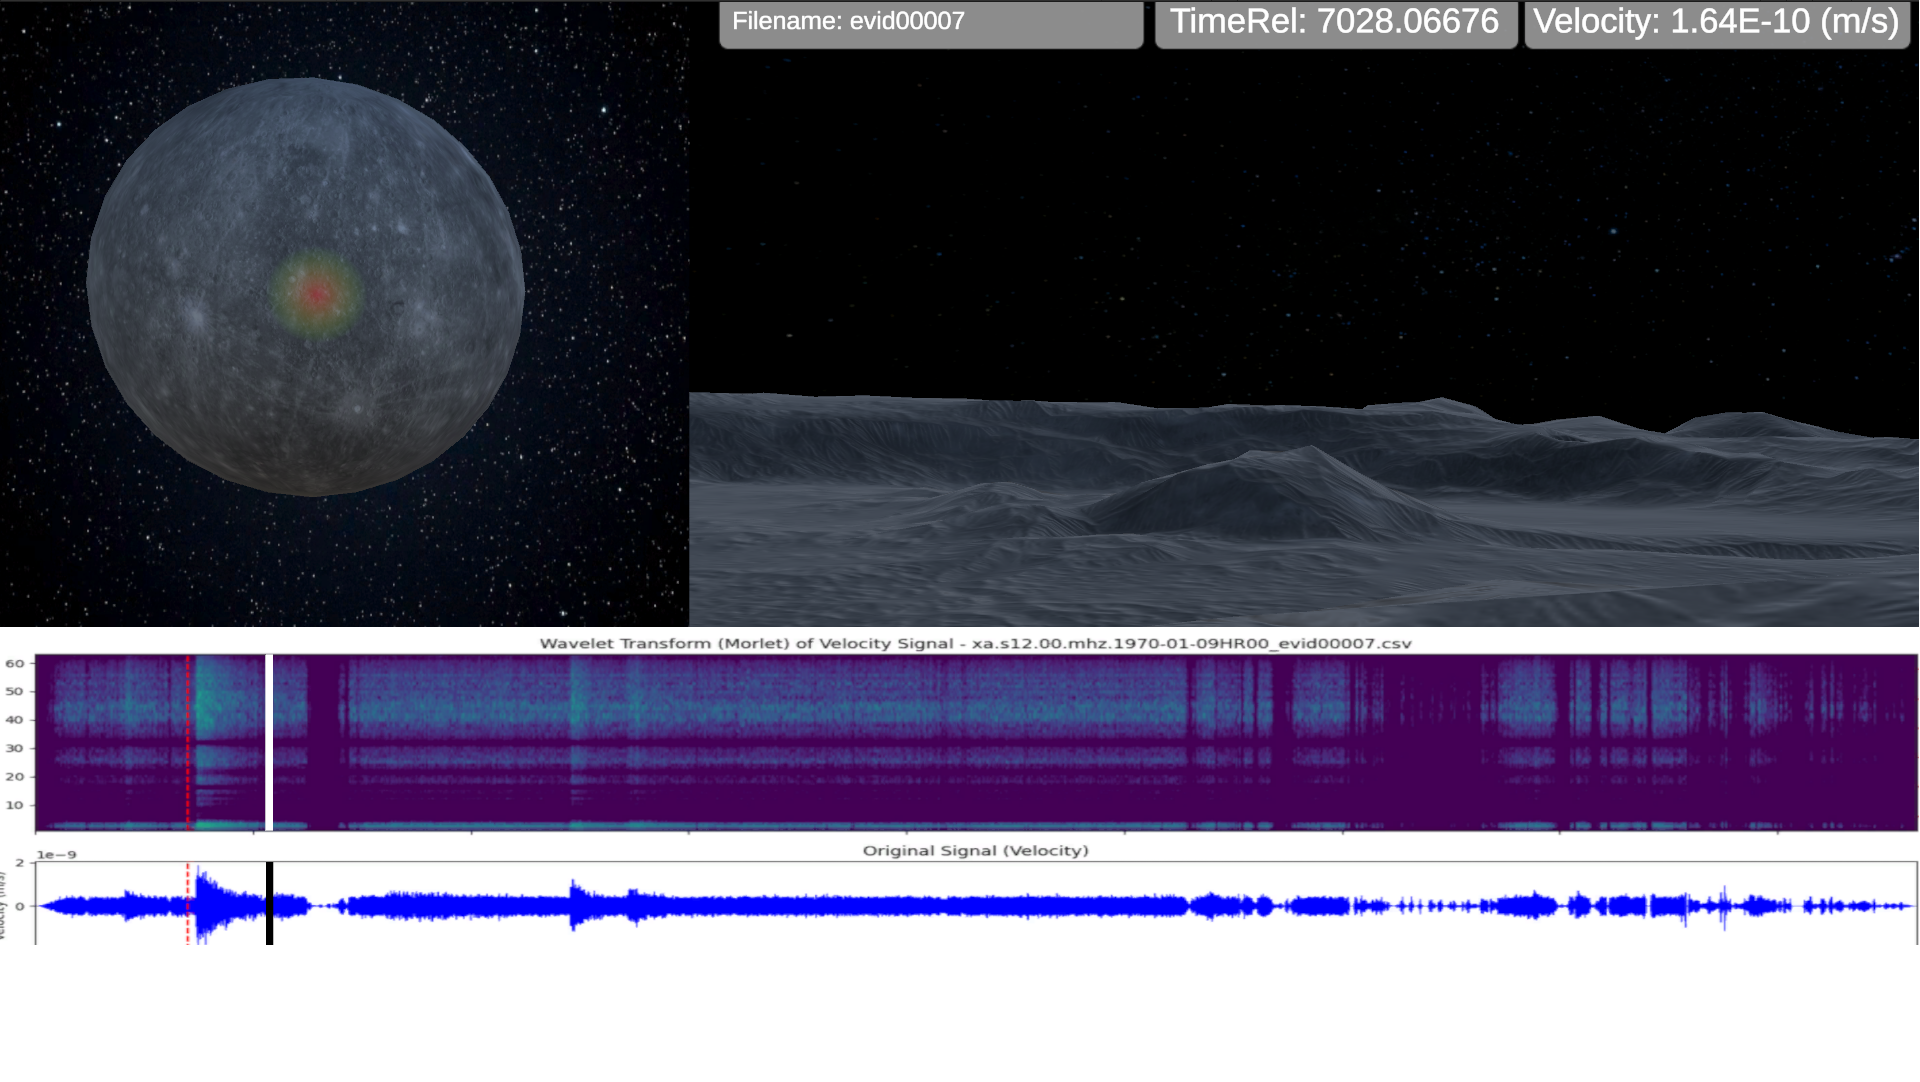 Filename: evid00007
TimeRel: 7028.06676
Velocity: 1.64E-10 (m/s)
Wavelet Transform (Morlet) of Velocity Signal - xa.s12.00.mhz.1970-01-09HR00_evid00007.csv
60
50
40
30
20
10
Original Signal (Velocity)
1e−9
2
0